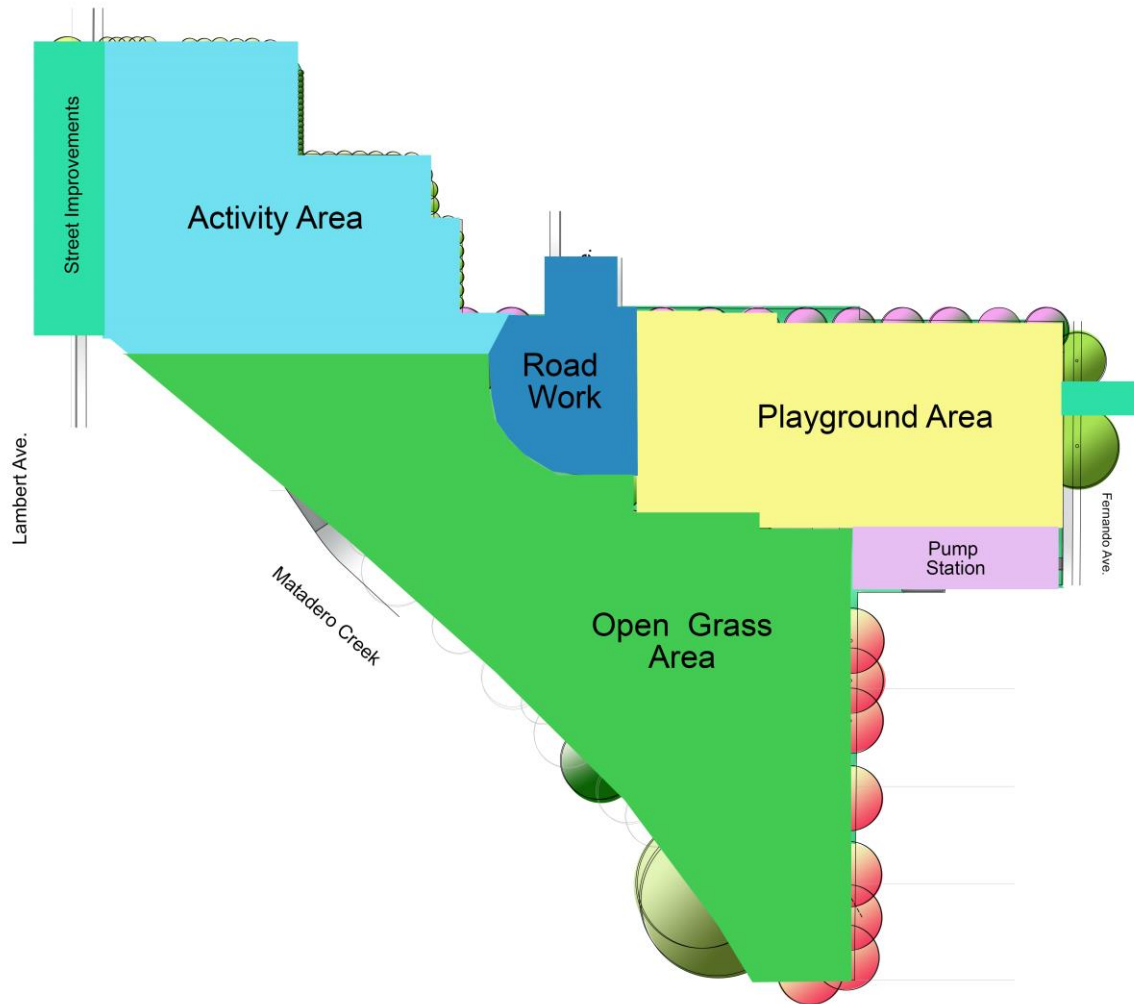 Street Improvements
Activity Area
Road
Work
Playground Area
Lambert Ave.
Fernando Ave.
Pump
Station
Matadero Creek
Open Grass
Area